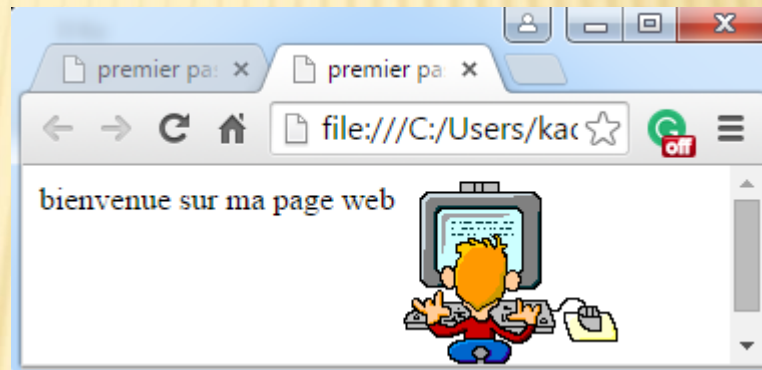 premier pa
premier pa
file:///C:/Users/kac
off
bienvenue sur ma page web